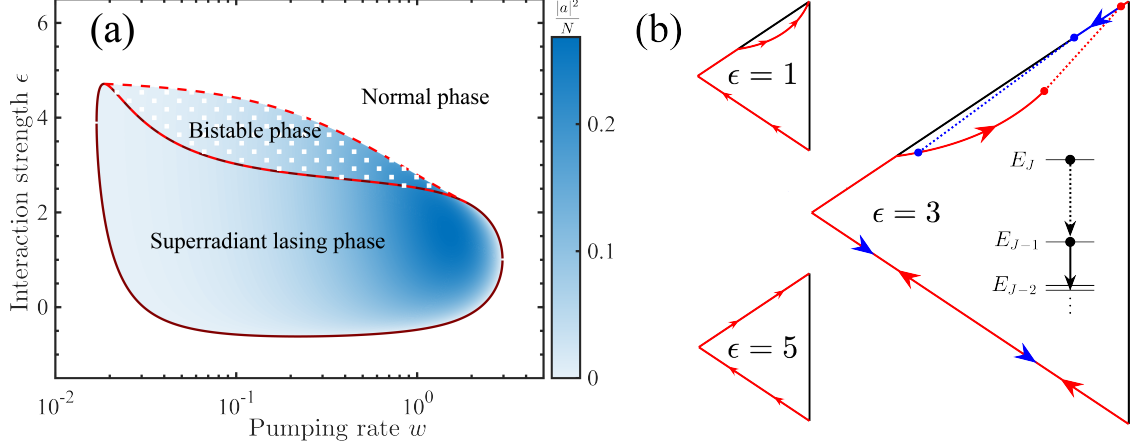 (a)
|a|²
N
6
4
2
0
Interaction strength ϵ
Normal phase
Bistable phase
Superradiant lasing phase
10⁻²
10⁻¹
10⁰
Pumping rate w
0.2
0.1
0
(b)
ϵ = 1
ϵ = 3
ϵ = 5
E_J
E_{J−1}
E_{J−2}